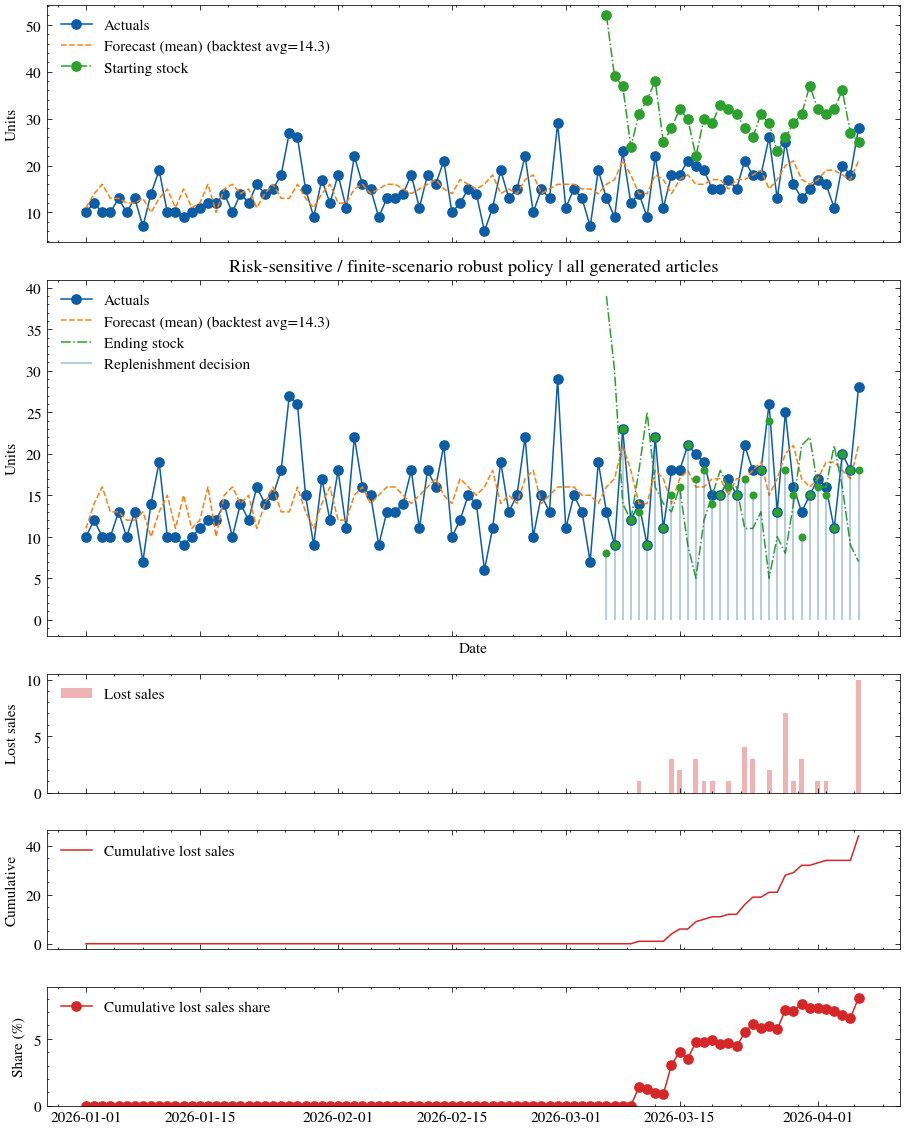 50
40
30
20
10
Units
Actuals
Forecast (mean) (backtest avg=14.3)
Starting stock
Risk-sensitive / finite-scenario robust policy | all generated articles
40
35
30
25
20
15
10
5
0
Units
Actuals
Forecast (mean) (backtest avg=14.3)
Ending stock
Replenishment decision
Date
10
5
0
Lost sales
Lost sales
40
20
0
Cumulative
Cumulative lost sales
5
0
Share (%)
Cumulative lost sales share
2026-01-01
2026-01-15
2026-02-01
2026-02-15
2026-03-01
2026-03-15
2026-04-01